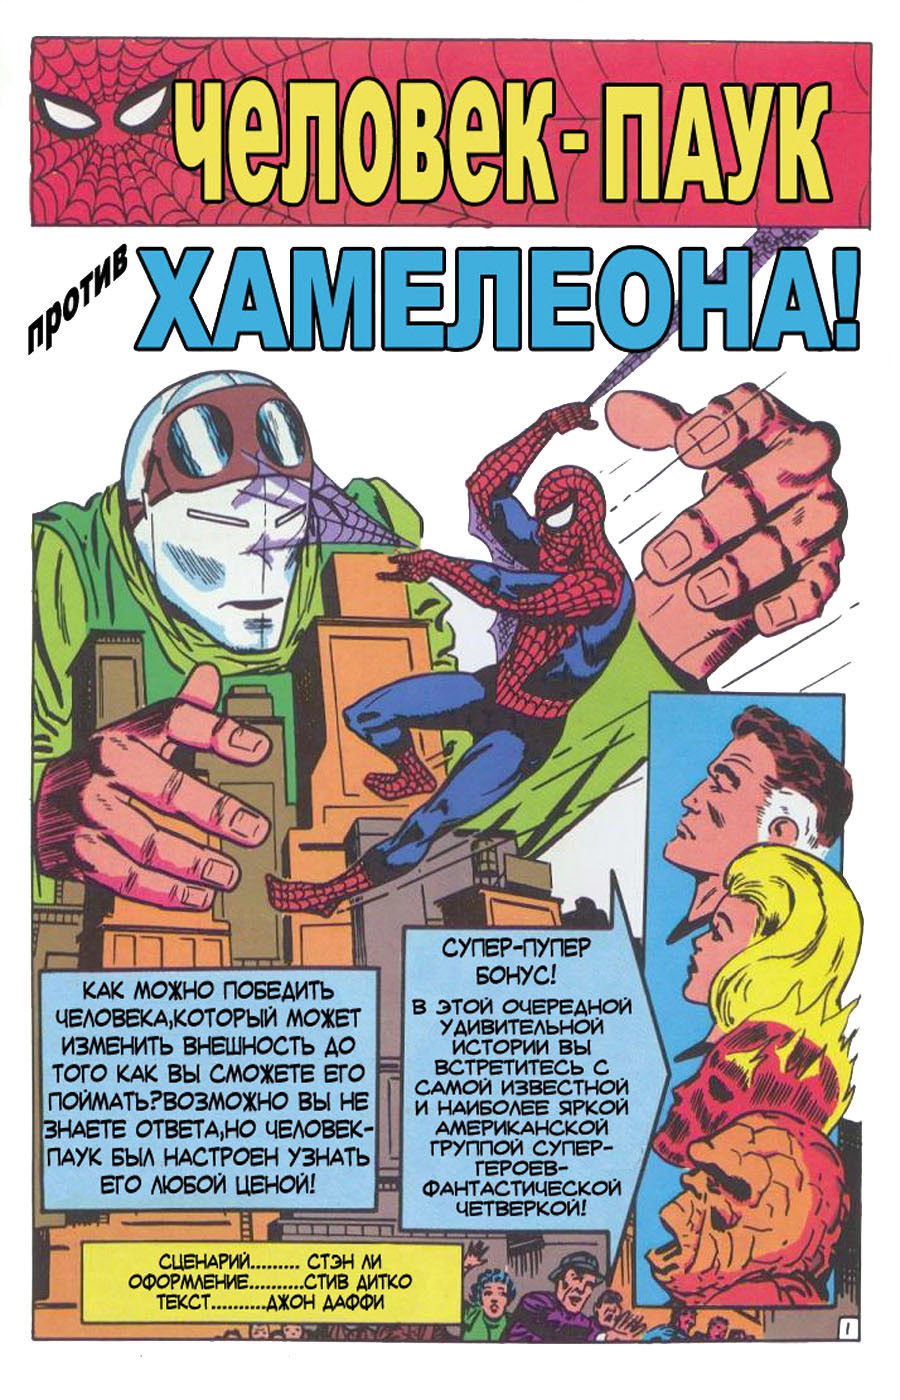 ЧЕЛОВЕК-ПАУК
ПРОТИВ
ХАМЕЛЕОНА!
КАК МОЖНО ПОБЕДИТЬ
ЧЕЛОВЕКА,КОТОРЫЙ МОЖЕТ
ИЗМЕНИТЬ ВНЕШНОСТЬ ДО
ТОГО КАК ВЫ СМОЖЕТЕ ЕГО
ПОЙМАТЬ?ВОЗМОЖНО ВЫ НЕ
ЗНАЕТЕ ОТВЕТА,НО ЧЕЛОВЕК-
ПАУК БЫЛ НАСТРОЕН УЗНАТЬ
ЕГО ЛЮБОЙ ЦЕНОЙ!
СУПЕР-ПУПЕР
БОНУС!
В ЭТОЙ ОЧЕРЕДНОЙ
УДИВИТЕЛЬНОЙ
ИСТОРИИ ВЫ
ВСТРЕТИТЕСЬ С
САМОЙ ИЗВЕСТНОЙ
И НАИБОЛЕЕ ЯРКОЙ
АМЕРИКАНСКОЙ
ГРУППОЙ СУПЕР-
ГЕРОЕВ-
ФАНТАСТИЧЕСКОЙ
ЧЕТВЕРКОЙ!
СЦЕНАРИЙ......... СТЭН ЛИ
ОФОРМЛЕНИЕ..........СТИВ ДИТКО
ТЕКСТ..........ДЖОН ДАФФИ
1